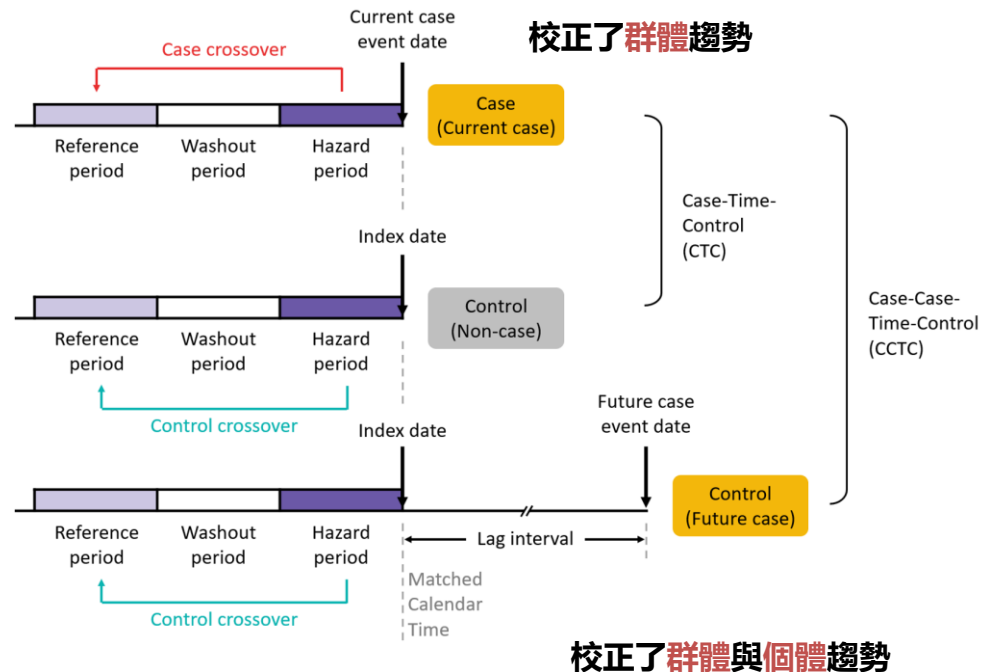 Current case
event date
校正了群體趨勢
Case crossover
Case
(Current case)
Reference
period
Washout
period
Hazard
period
Case-Time-
Control
(CTC)
Index date
Control
(Non-case)
Case-Case-
Time-Control
(CCTC)
Reference
period
Washout
period
Hazard
period
Control crossover
Index date
Future case
event date
Control
(Future case)
Reference
period
Washout
period
Hazard
period
Lag interval
Matched
Calendar
Time
Control crossover
校正了群體與個體趨勢